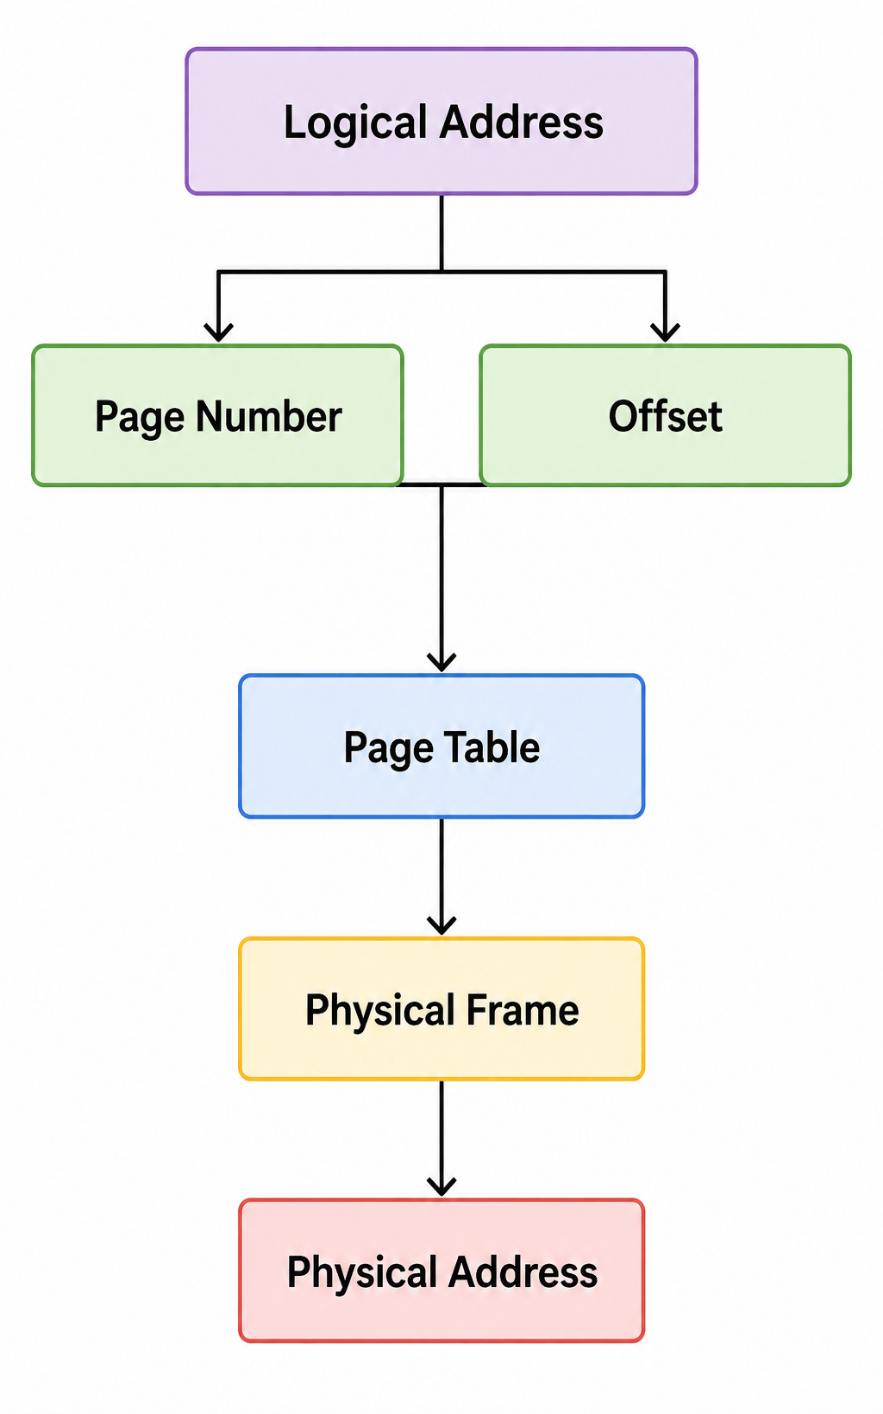 Logical Address
Page Number
Offset
Page Table
Physical Frame
Physical Address